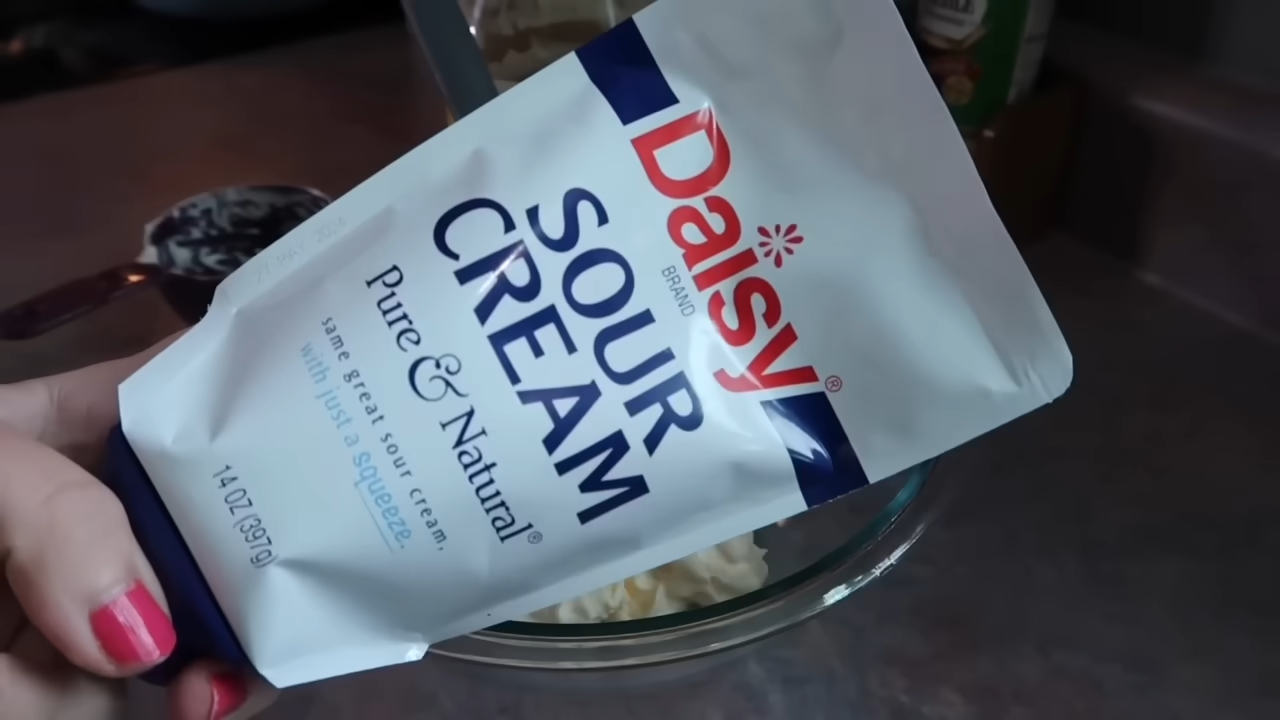 Daisy®
BRAND
SOUR
CREAM
Pure & Natural®
same great sour cream,
with just a squeeze.
14 OZ (397g)